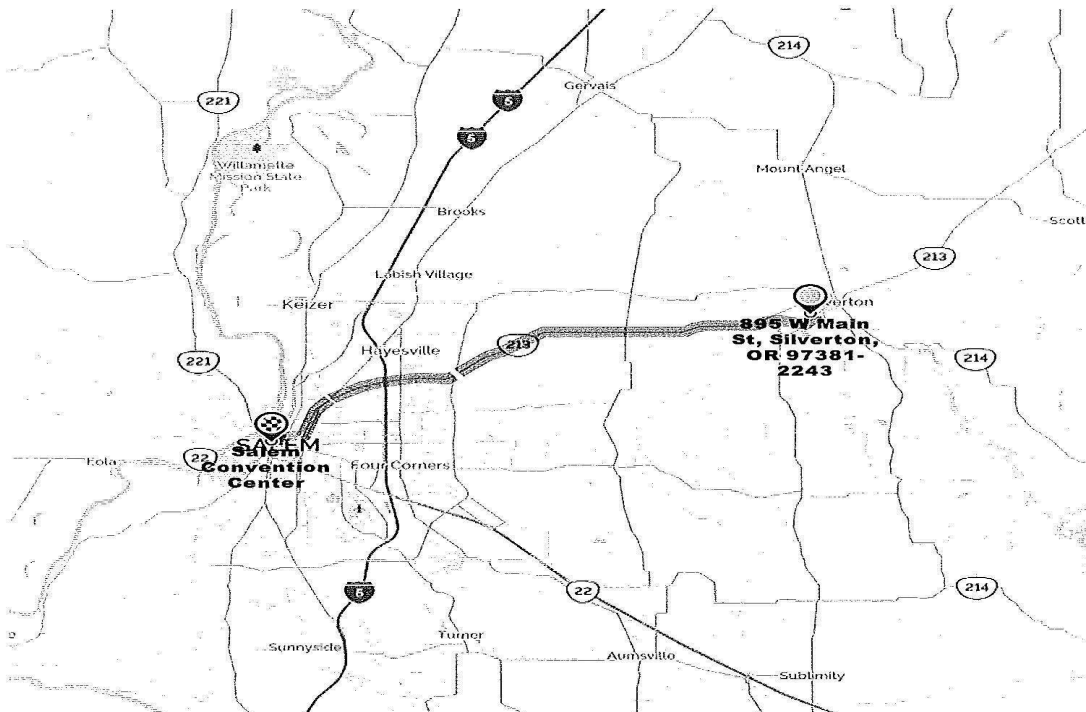 214
5
Gervais
221
5
Willamette
Mission State
Park
Mount Angel
Brooks
Scott
213
Labish Village
Keizer
verton
895 W Main
St, Silverton,
OR 97381-
2243
213
Hayesville
221
214
SALEM
Salem
Convention
Center
22
Eola
Four Corners
5
22
214
Turner
Sunnyside
Aumsville
Sublimity